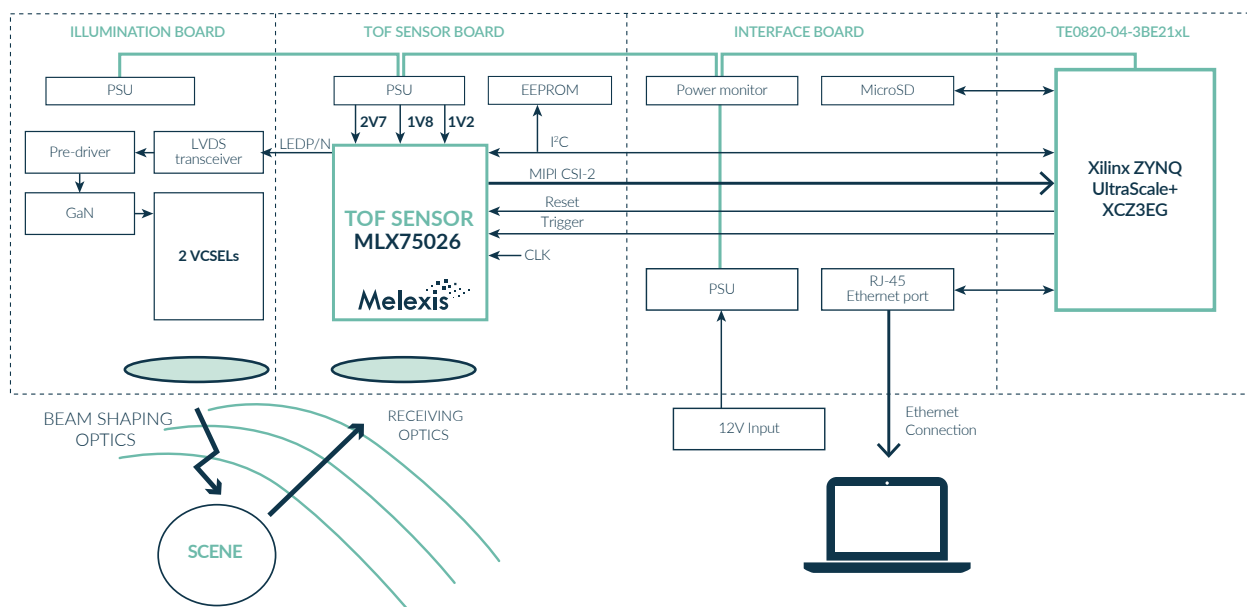 ILLUMINATION BOARD
TOF SENSOR BOARD
INTERFACE BOARD
TE0820-04-3BE21xL
PSU
PSU
EEPROM
Power monitor
MicroSD
2V7
1V8
1V2
Pre-driver
LVDS
transceiver
LEDP/N
I²C
MIPI CSI-2
Xilinx ZYNQ
UltraScale+
XCZ3EG
GaN
2 VCSELs
TOF SENSOR
MLX75026
Melexis
Reset
Trigger
CLK
PSU
RJ-45
Ethernet port
BEAM SHAPING
OPTICS
RECEIVING
OPTICS
12V Input
Ethernet
Connection
SCENE